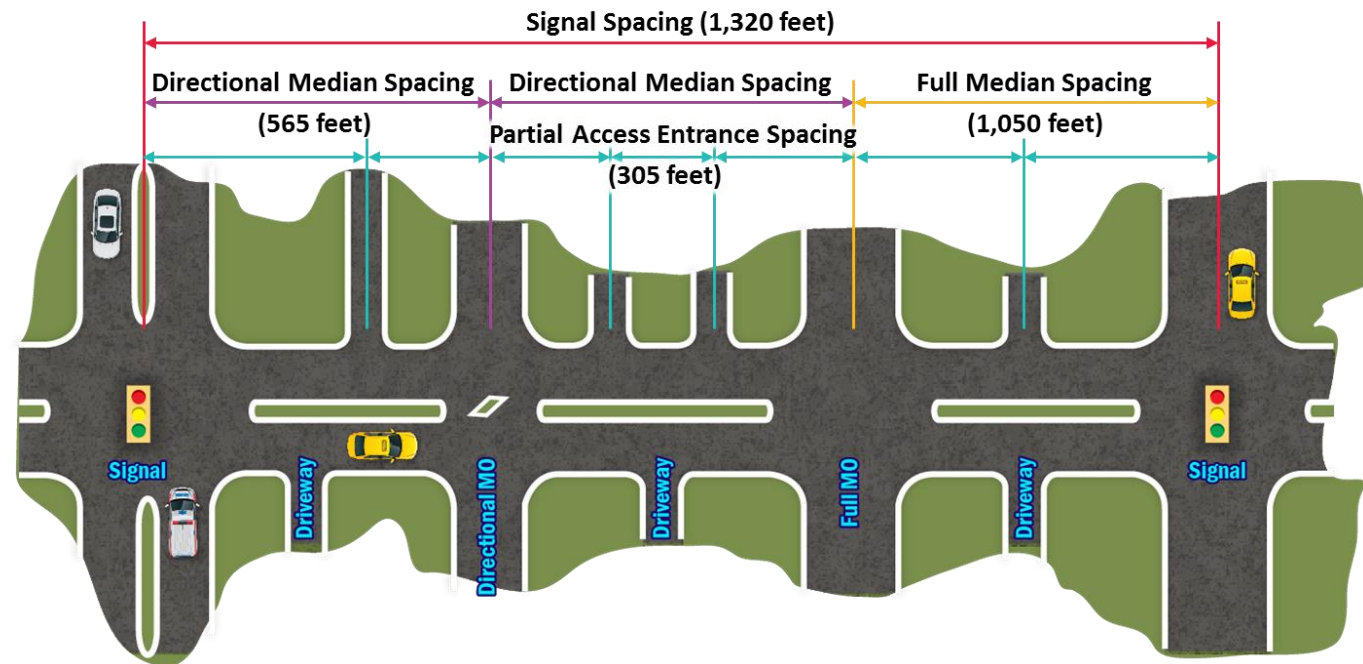 Signal Spacing (1,320 feet)
Directional Median Spacing
Directional Median Spacing
Full Median Spacing
(565 feet)
Partial Access Entrance Spacing
(1,050 feet)
(305 feet)
Signal
Driveway
Directional MO
Driveway
Full MO
Driveway
Signal